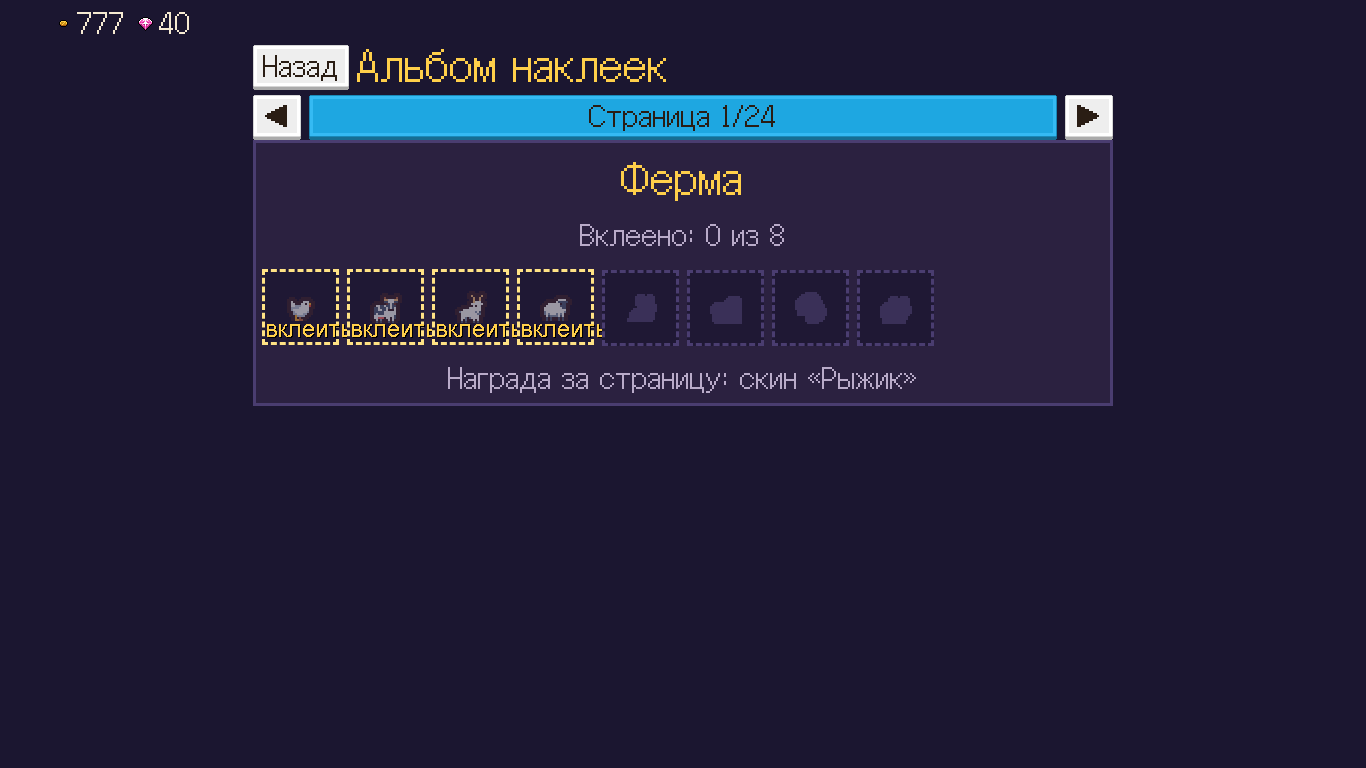 777 40
Назад Альбом наклеек
Страница 1/24
Ферма
Вклеено: 0 из 8
вклеить вклеить вклеить вклеить
Награда за страницу: скин «Рыжик»